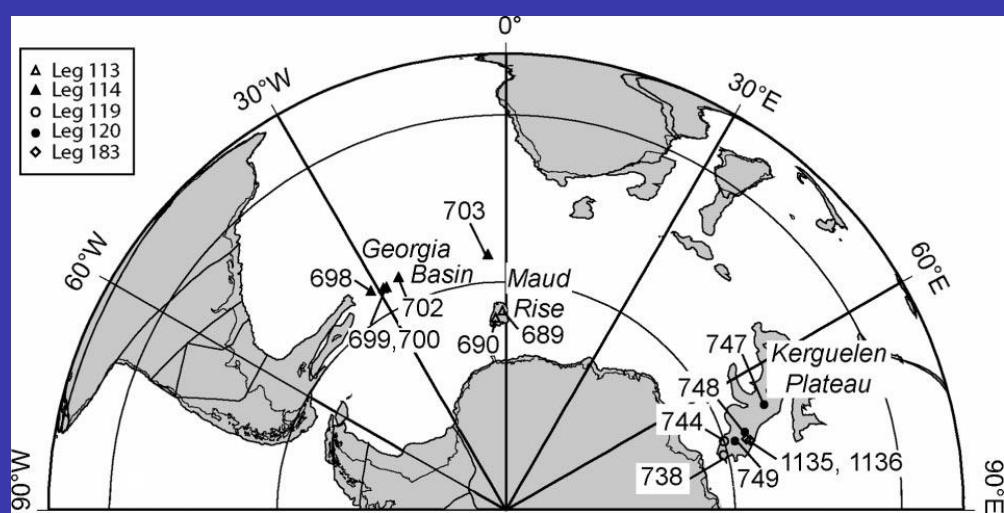 0°
Leg 113
Leg 114
Leg 119
Leg 120
Leg 183
30°W
30°E
703
60°W
Georgia
Basin
Maud
Rise
60°E
698
702
699,700
690
689
747
Kerguelen
Plateau
748
744
738
749
1135, 1136
90°W
90°E